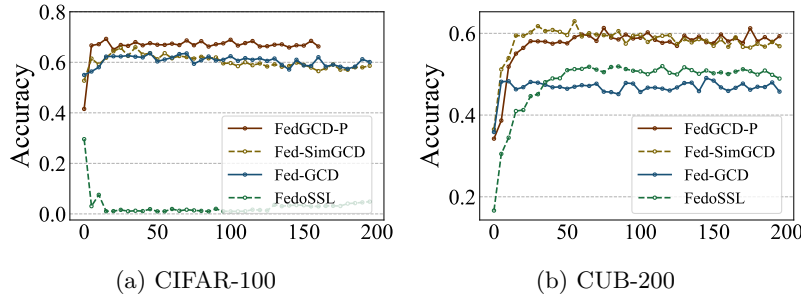 Accuracy
0.8
0.6
0.4
0.2
0.0
FedGCD-P
Fed-SimGCD
Fed-GCD
FedoSSL
0 50 100 150 200
(a) CIFAR-100
Accuracy
0.6
0.4
0.2
FedGCD-P
Fed-SimGCD
Fed-GCD
FedoSSL
0 50 100 150 200
(b) CUB-200